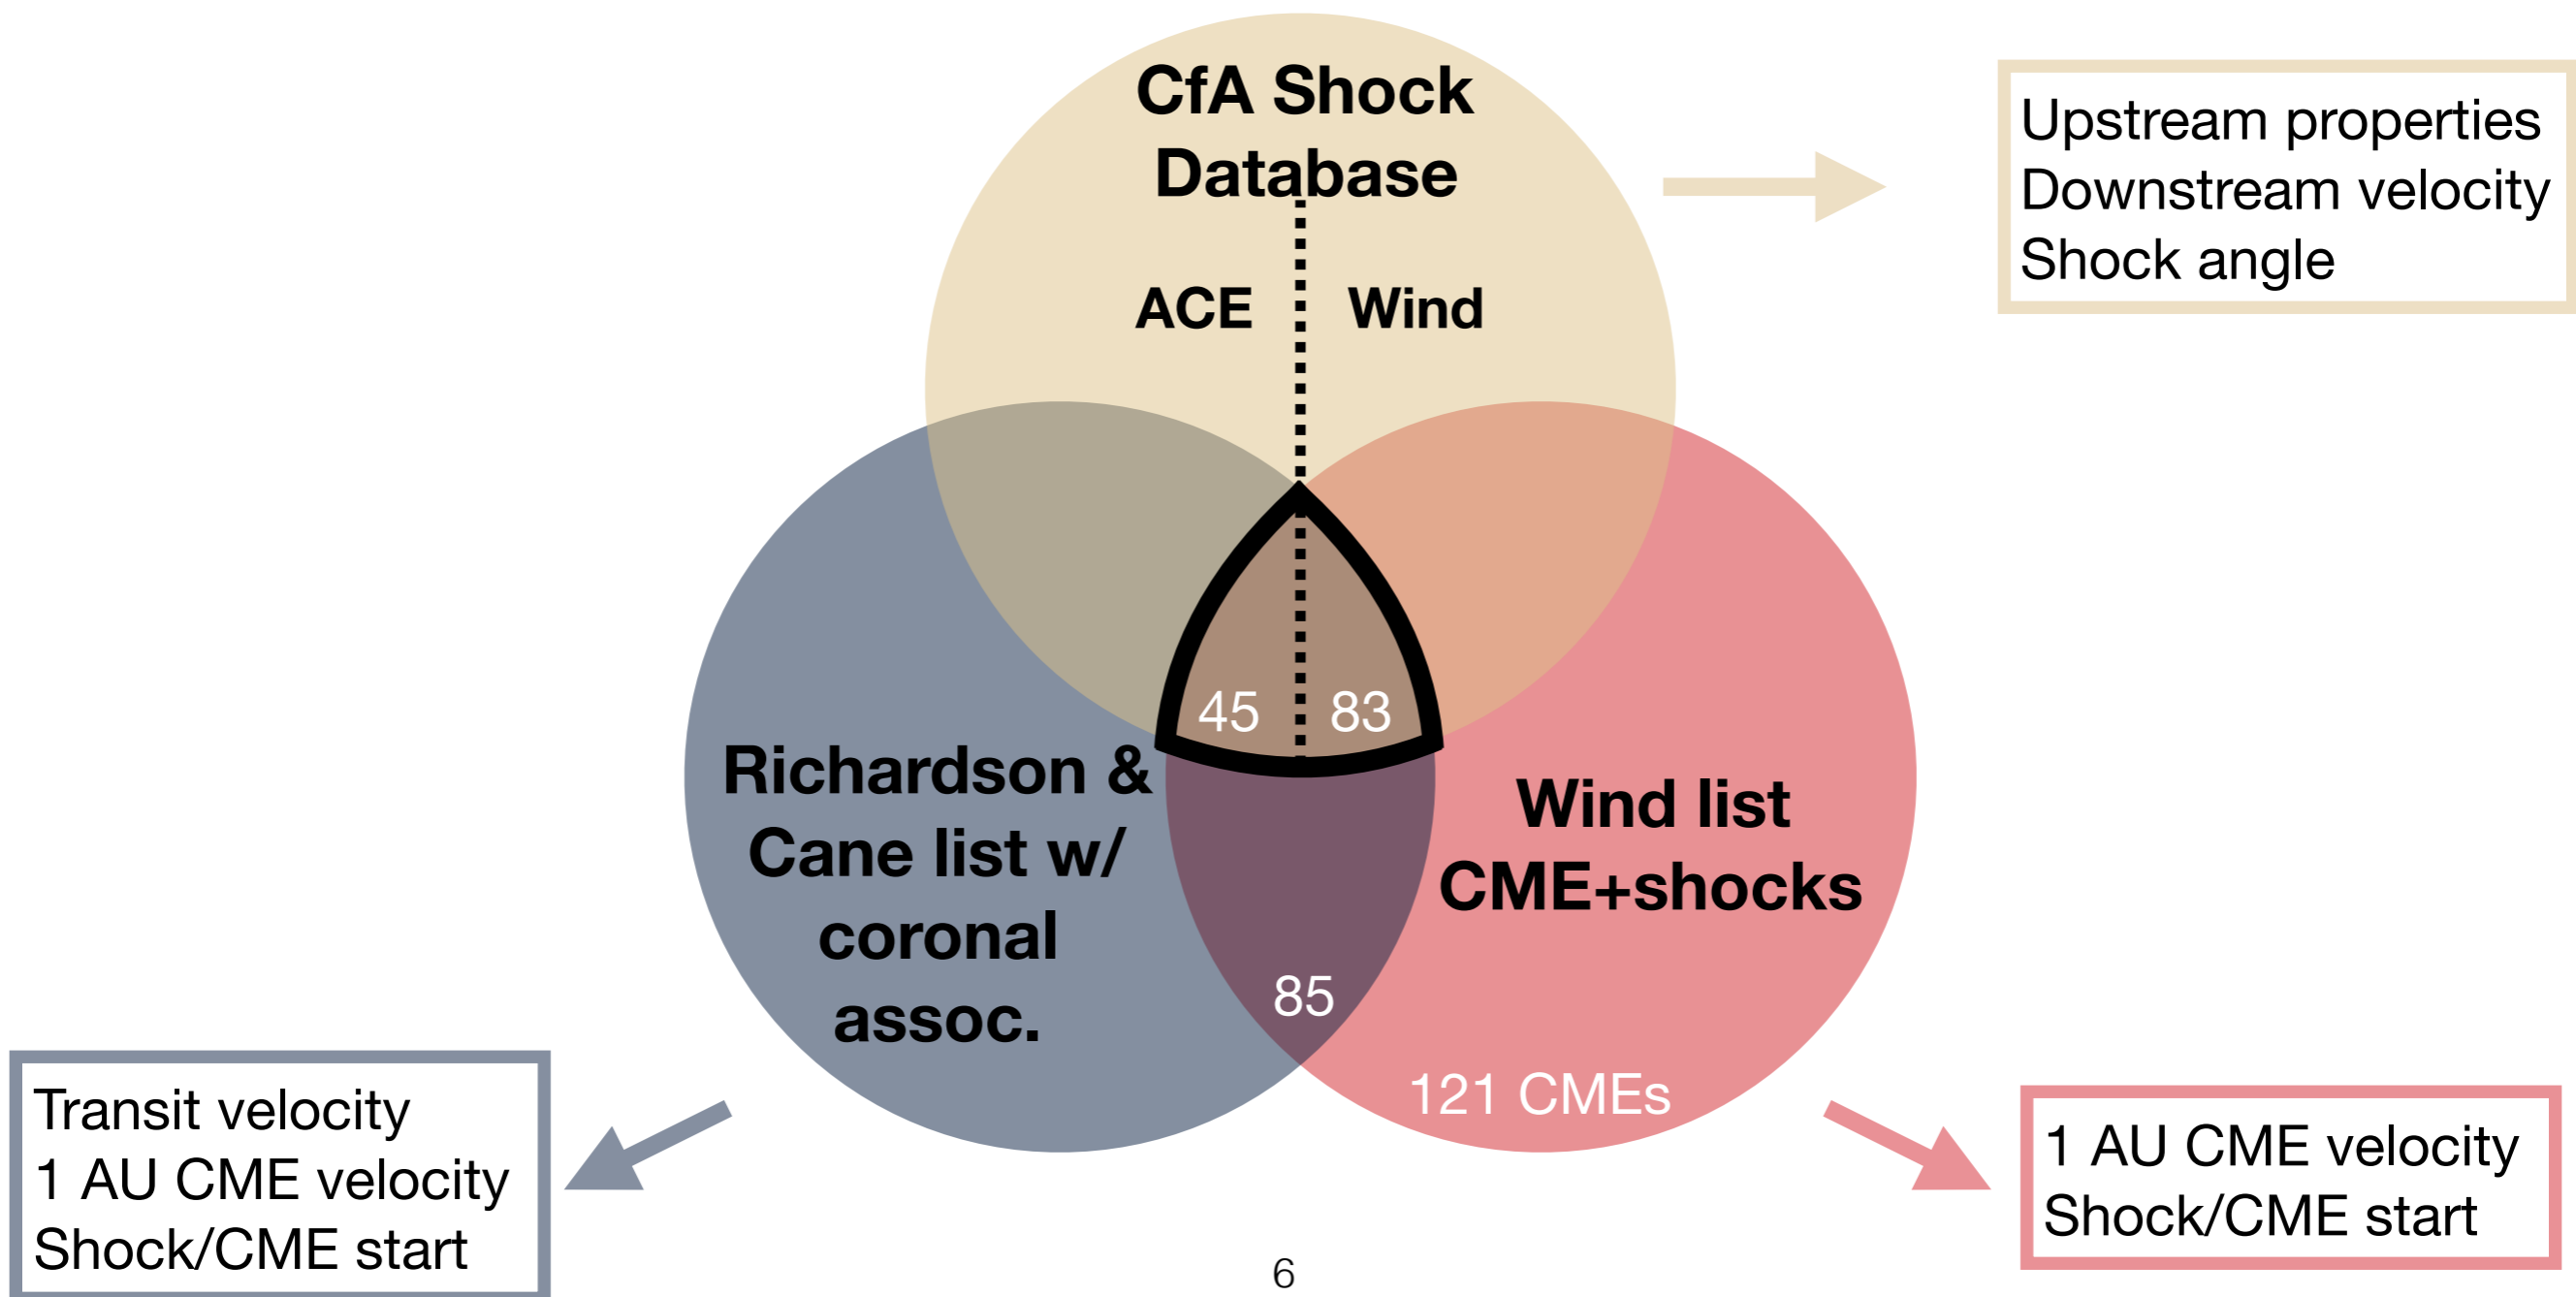 CfA Shock
Database
ACE
Wind
Upstream properties
Downstream velocity
Shock angle
45
83
Richardson &
Cane list w/
coronal
assoc.
Wind list
CME+shocks
85
121 CMEs
Transit velocity
1 AU CME velocity
Shock/CME start
1 AU CME velocity
Shock/CME start
6